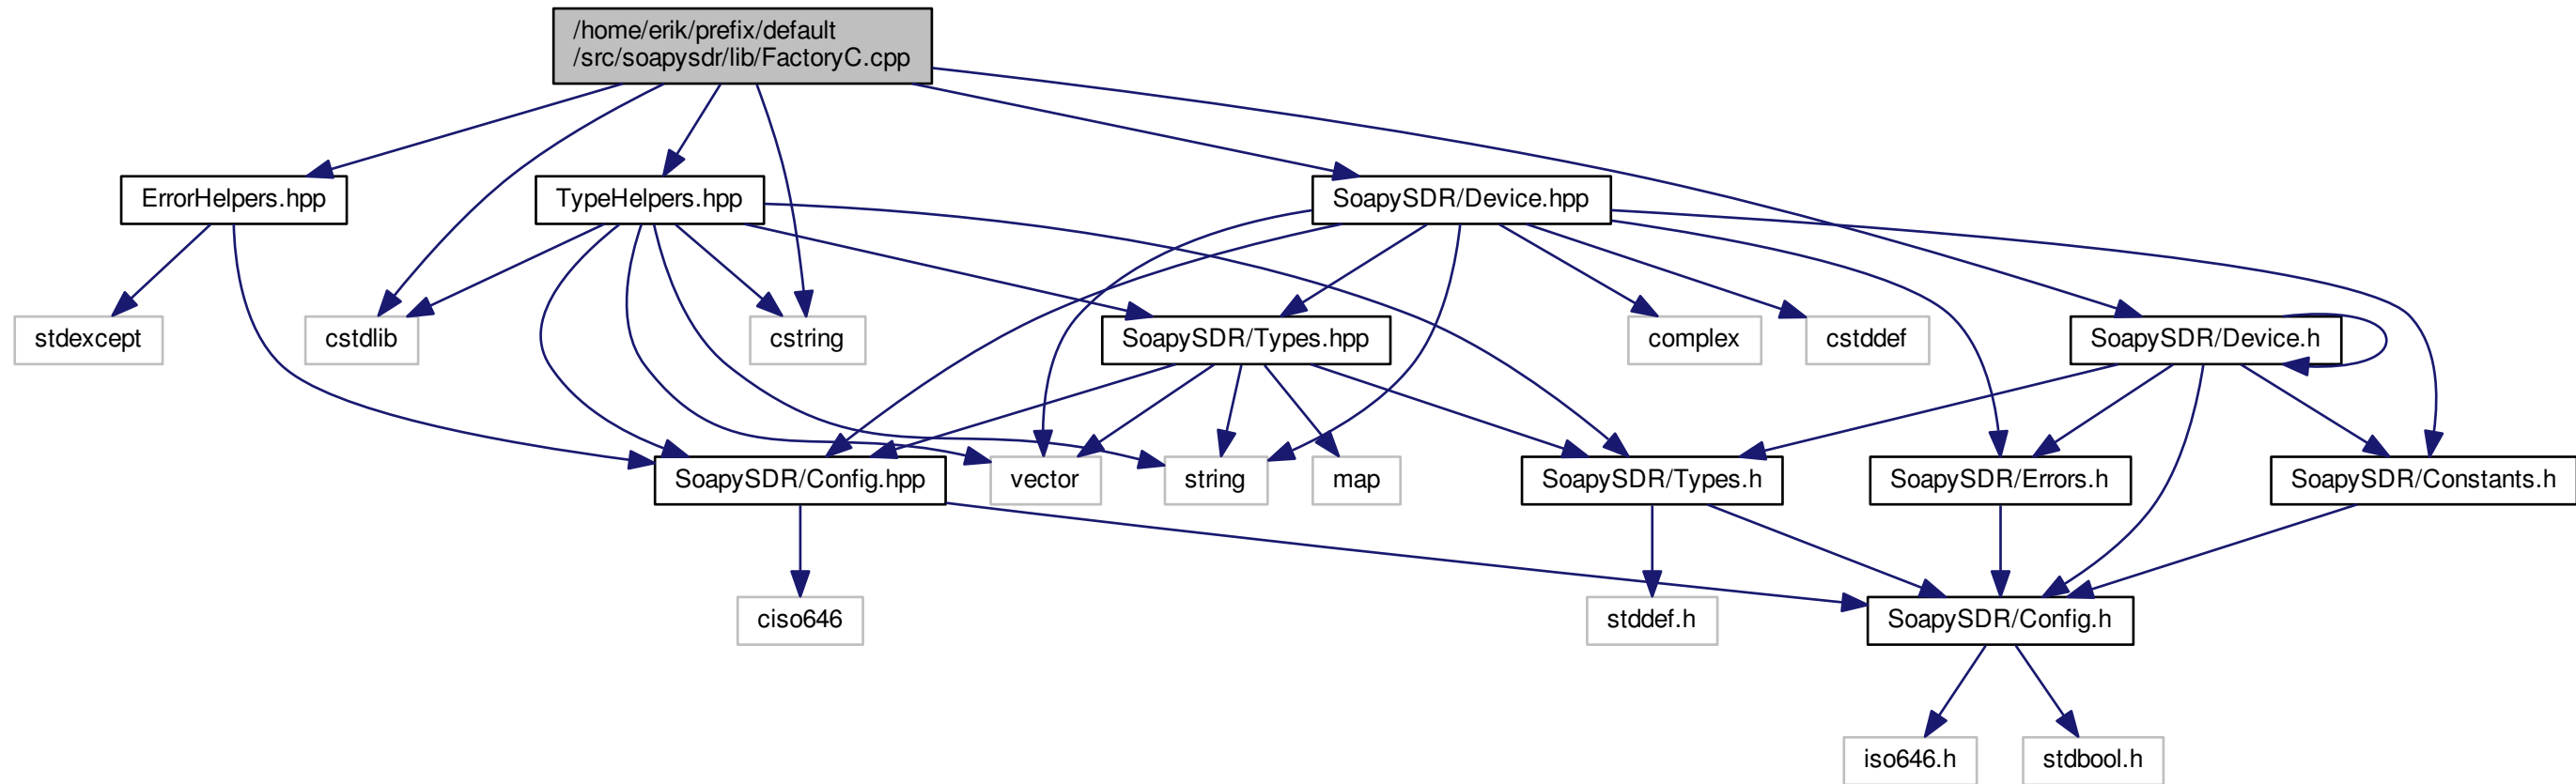 /home/erik/prefix/default
/src/soapysdr/lib/FactoryC.cpp
ErrorHelpers.hpp
TypeHelpers.hpp
SoapySDR/Device.hpp
stdexcept
cstdlib
cstring
SoapySDR/Types.hpp
complex
cstddef
SoapySDR/Device.h
SoapySDR/Config.hpp
vector
string
map
SoapySDR/Types.h
SoapySDR/Errors.h
SoapySDR/Constants.h
ciso646
stddef.h
SoapySDR/Config.h
iso646.h
stdbool.h